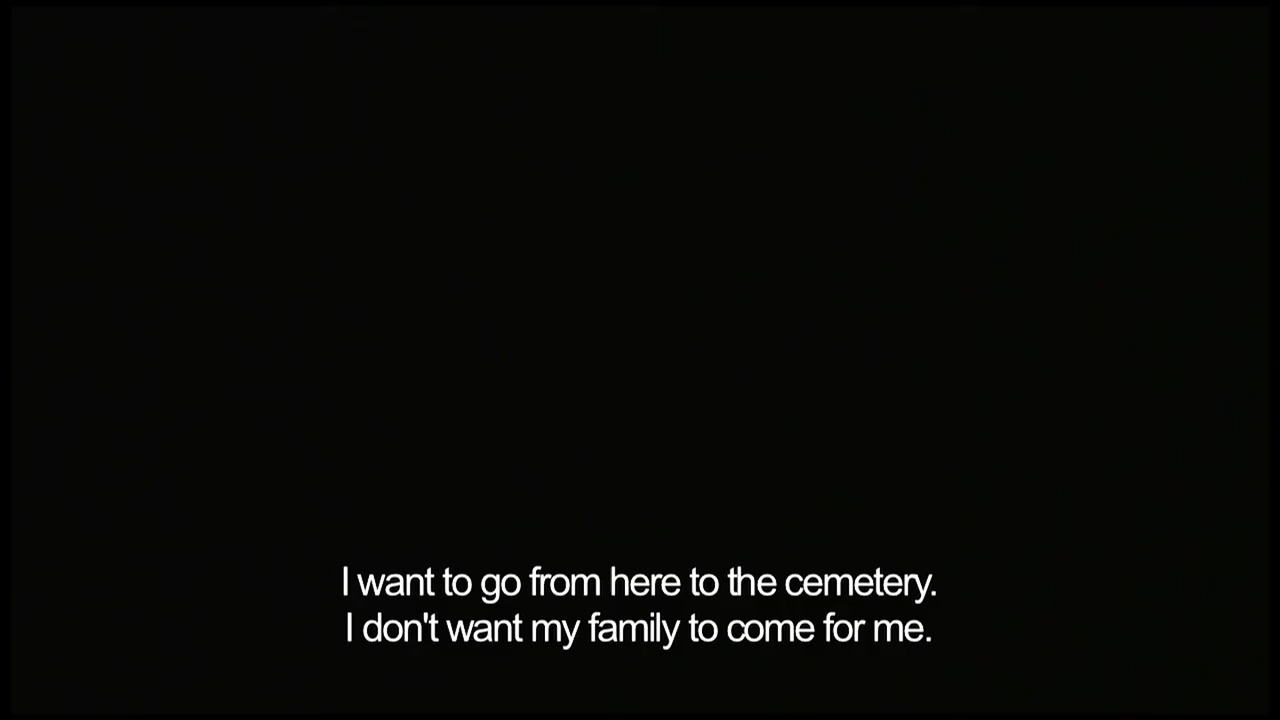 I want to go from here to the cemetery.
I don't want my family to come for me.